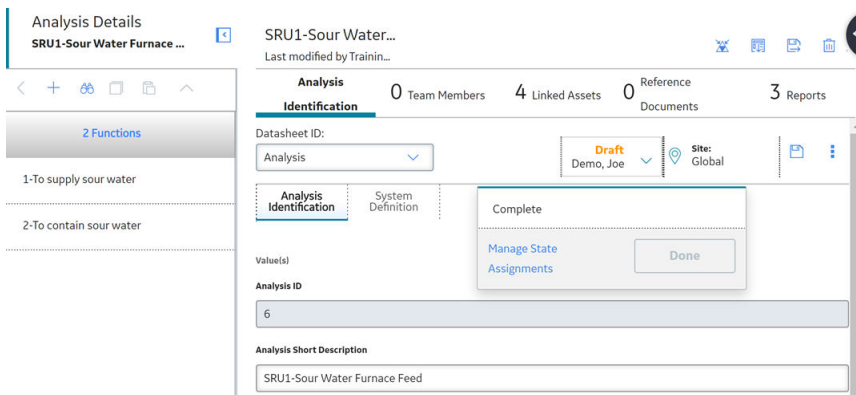 Analysis Details
SRU1-Sour Water Furnace ...
2 Functions
1-To supply sour water
2-To contain sour water
SRU1-Sour Water...
Last modified by Trainin...
Analysis
Identification
0 Team Members
4 Linked Assets
0 Reference
Documents
3 Reports
Datasheet ID:
Analysis
Draft
Demo, Joe
Site:
Global
Analysis
Identification
System
Definition
Complete
Manage State
Assignments
Done
Value(s)
Analysis ID
6
Analysis Short Description
SRU1-Sour Water Furnace Feed